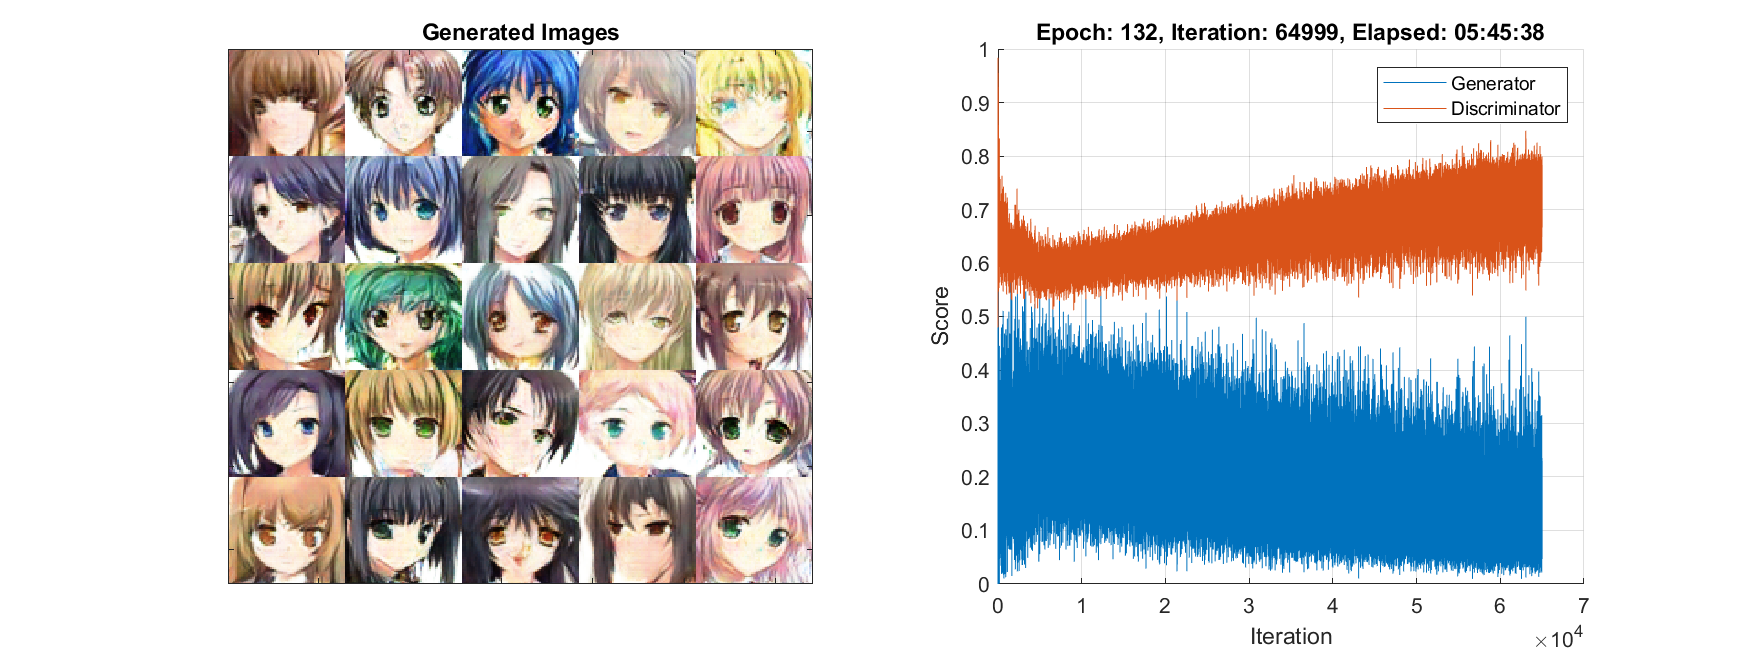 Generated Images
Epoch: 132, Iteration: 64999, Elapsed: 05:45:38
1
0.9
0.8
0.7
0.6
0.5
0.4
0.3
0.2
0.1
0
Score
Generator
Discriminator
0 1 2 3 4 5 6 7
Iteration
×10⁴